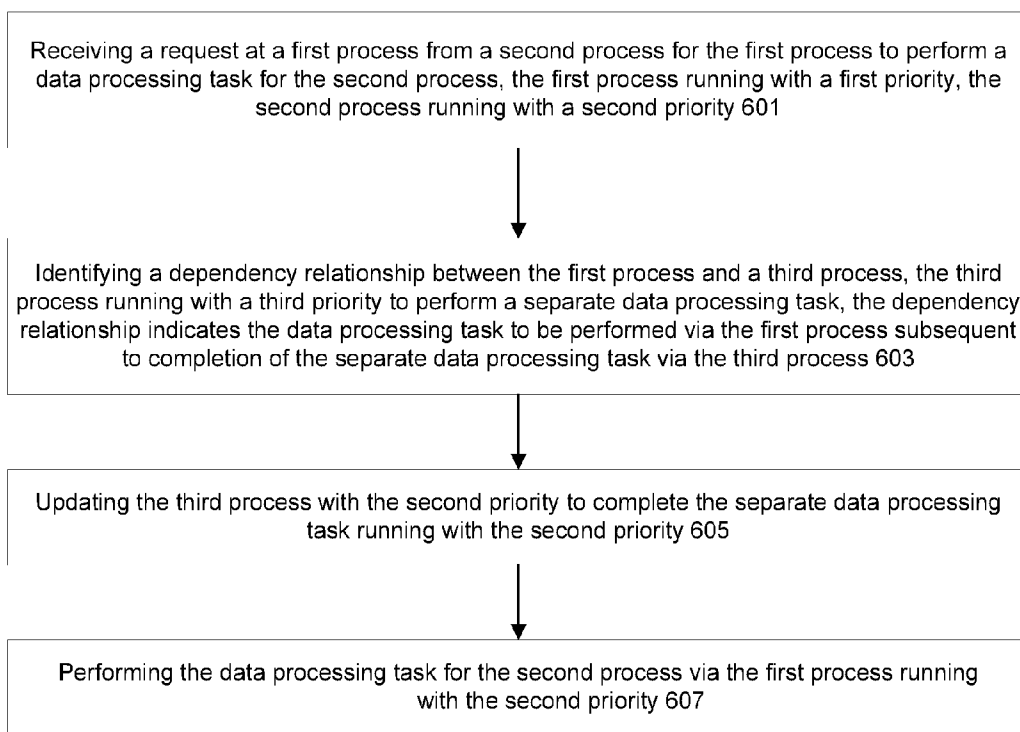 Receiving a request at a first process from a second process for the first process to perform a
data processing task for the second process, the first process running with a first priority, the
second process running with a second priority 601
Identifying a dependency relationship between the first process and a third process, the third
process running with a third priority to perform a separate data processing task, the dependency
relationship indicates the data processing task to be performed via the first process subsequent
to completion of the separate data processing task via the third process 603
Updating the third process with the second priority to complete the separate data processing
task running with the second priority 605
Performing the data processing task for the second process via the first process running
with the second priority 607